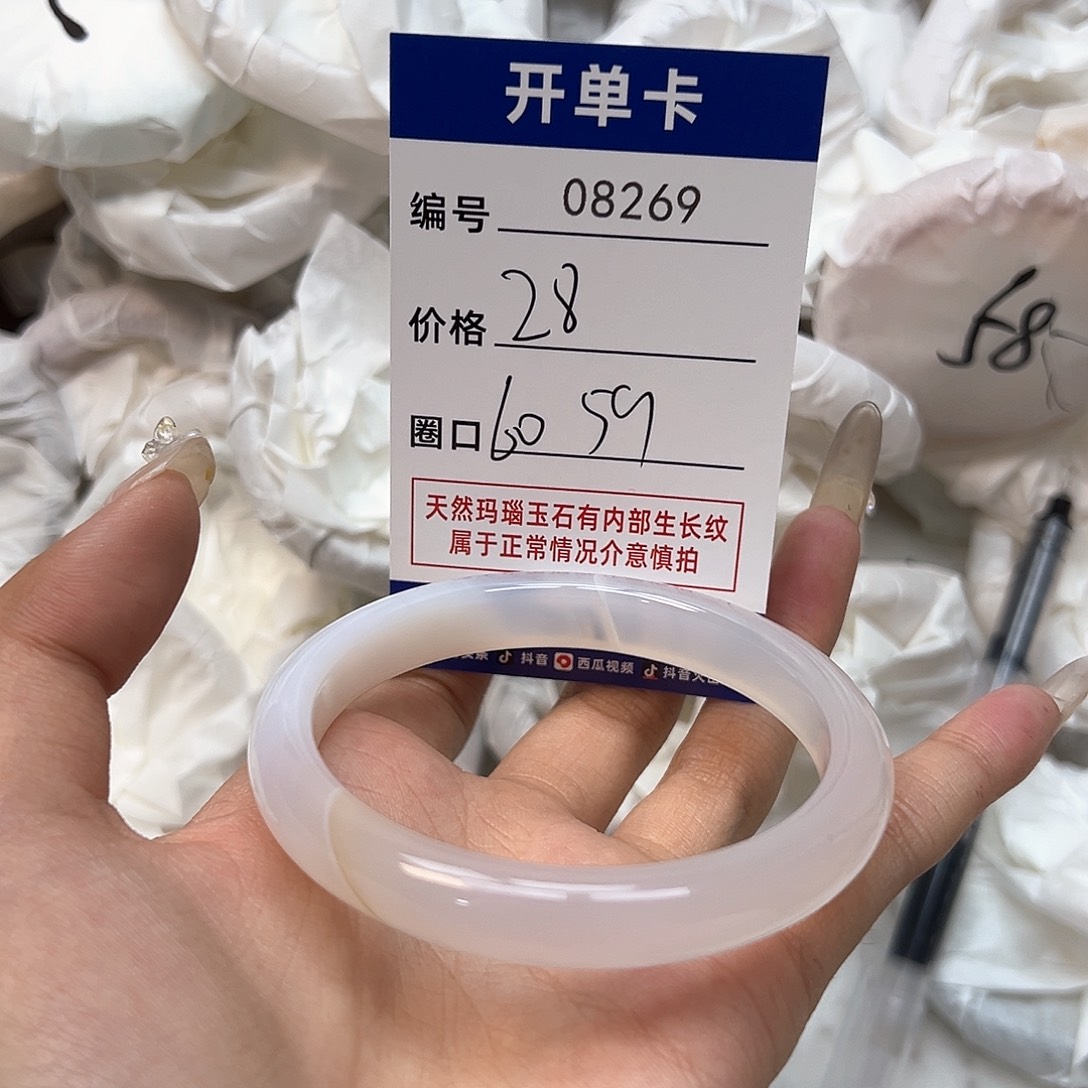 开单卡
编号 08269
价格 28
圈口 60 59
天然玛瑙玉石有内部生长纹
属于正常情况介意慎拍
抖音 西瓜视频 抖音火
58